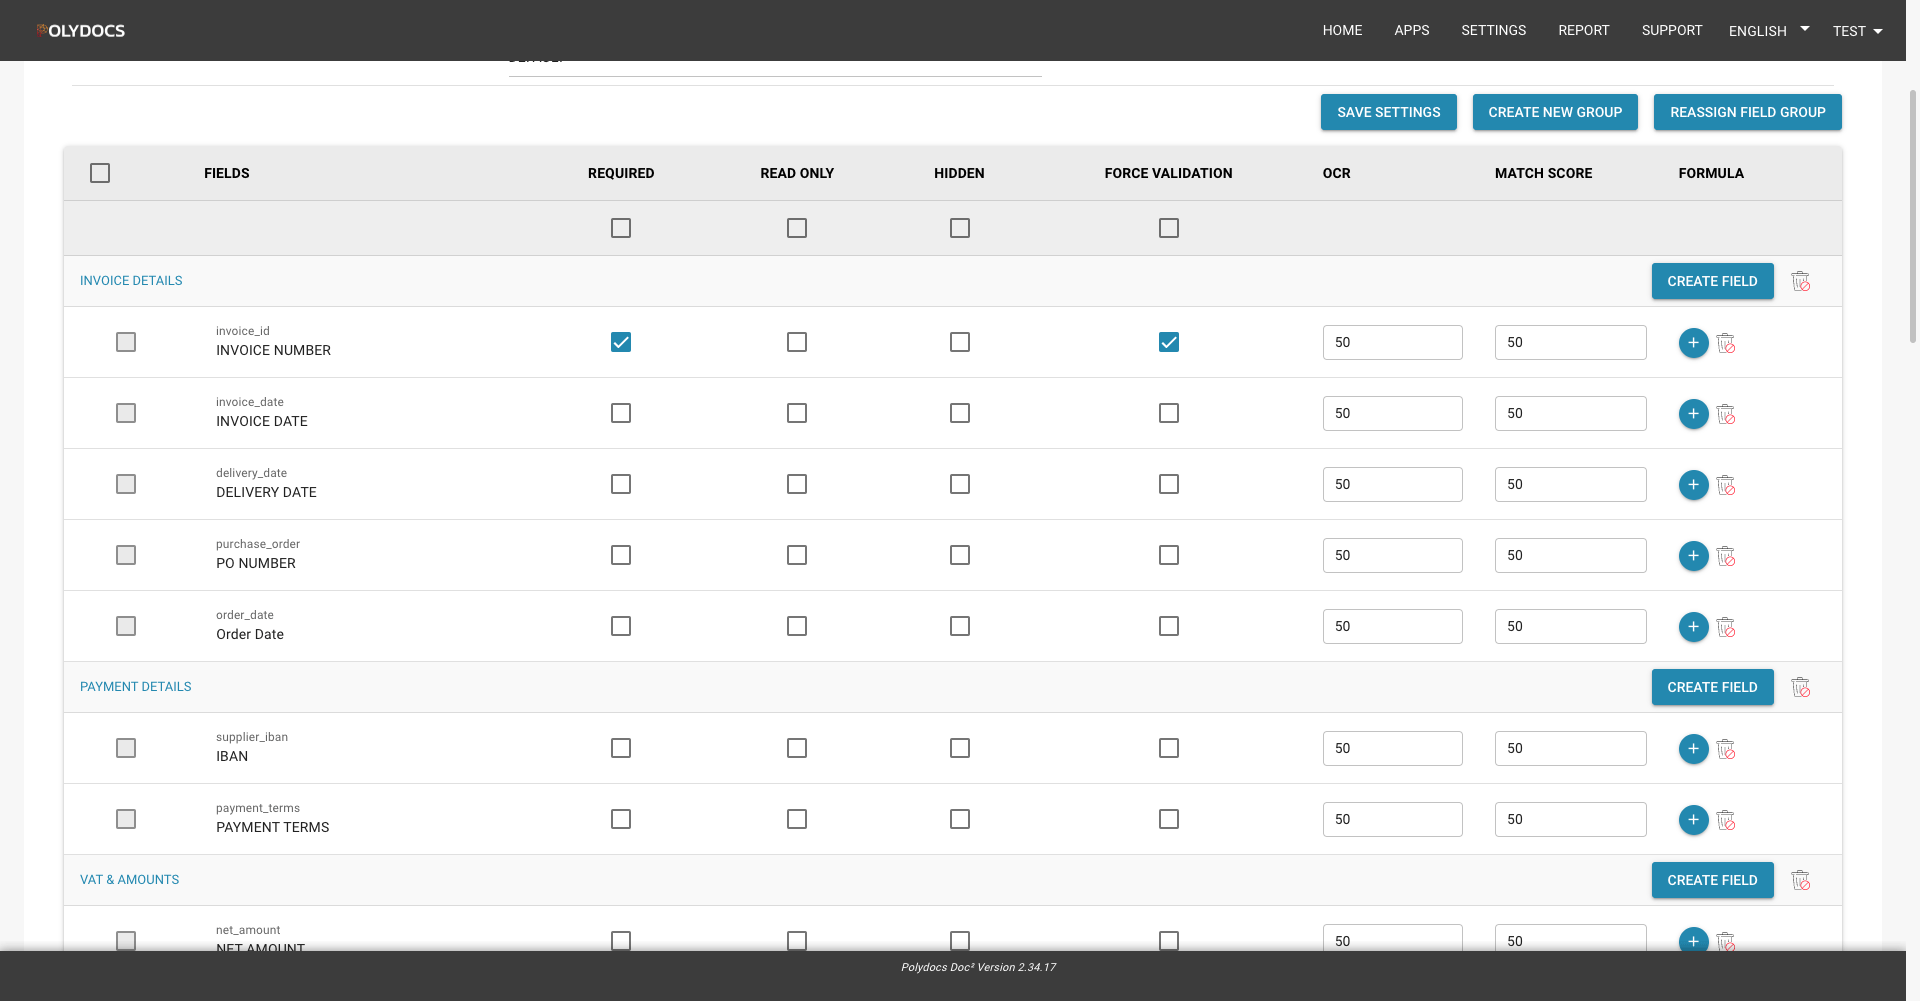 POLYDOCS
HOME APPS SETTINGS REPORT SUPPORT ENGLISH TEST
SAVE SETTINGS CREATE NEW GROUP REASSIGN FIELD GROUP
FIELDS REQUIRED READ ONLY HIDDEN FORCE VALIDATION OCR MATCH SCORE FORMULA
INVOICE DETAILS CREATE FIELD
invoice_id
INVOICE NUMBER 50 50 +
invoice_date
INVOICE DATE 50 50 +
delivery_date
DELIVERY DATE 50 50 +
purchase_order
PO NUMBER 50 50 +
order_date
Order Date 50 50 +
PAYMENT DETAILS CREATE FIELD
supplier_iban
IBAN 50 50 +
payment_terms
PAYMENT TERMS 50 50 +
VAT & AMOUNTS CREATE FIELD
net_amount
NET AMOUNT 50 50 +
Polydocs Doc² Version 2.34.17